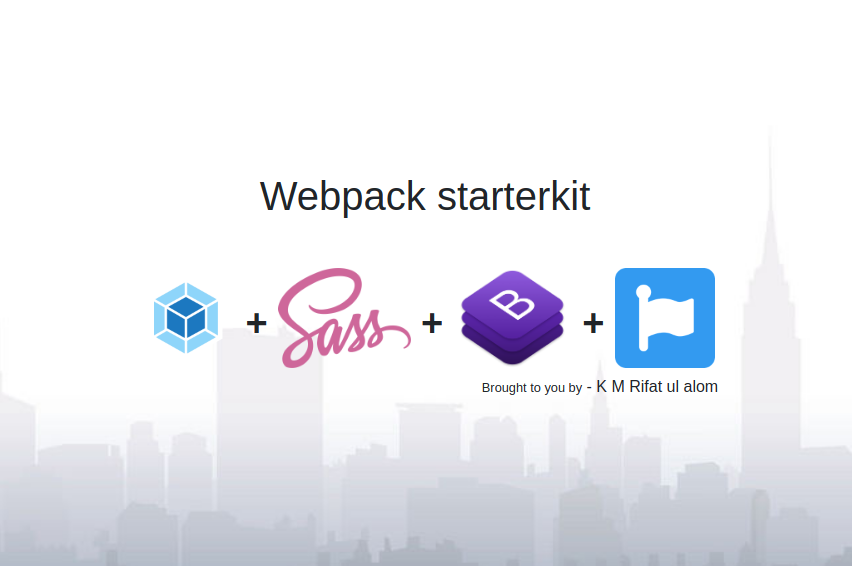 Webpack starterkit
+ Sass + B +
Brought to you by - K M Rifat ul alom